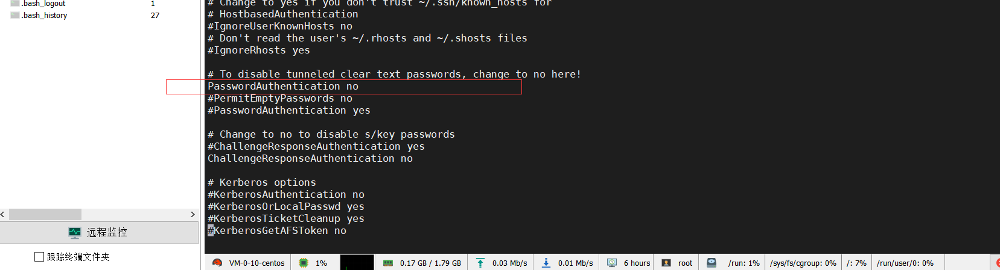 .bash_logout 1
.bash_history 27
# Change to yes if you don't trust ~/.ssh/known_hosts for
# HostbasedAuthentication
#IgnoreUserKnownHosts no
# Don't read the user's ~/.rhosts and ~/.shosts files
#IgnoreRhosts yes
# To disable tunneled clear text passwords, change to no here!
PasswordAuthentication no
#PermitEmptyPasswords no
#PasswordAuthentication yes
# Change to no to disable s/key passwords
#ChallengeResponseAuthentication yes
ChallengeResponseAuthentication no
# Kerberos options
#KerberosAuthentication no
#KerberosOrLocalPasswd yes
#KerberosTicketCleanup yes
#KerberosGetAFSToken no
远程监控
跟踪终端文件夹
VM-0-10-centos 1% 0.17 GB / 1.79 GB 0.03 Mb/s 0.01 Mb/s 6 hours root /run: 1% /sys/fs/cgroup: 0% /: 7% /run/user/0: 0%